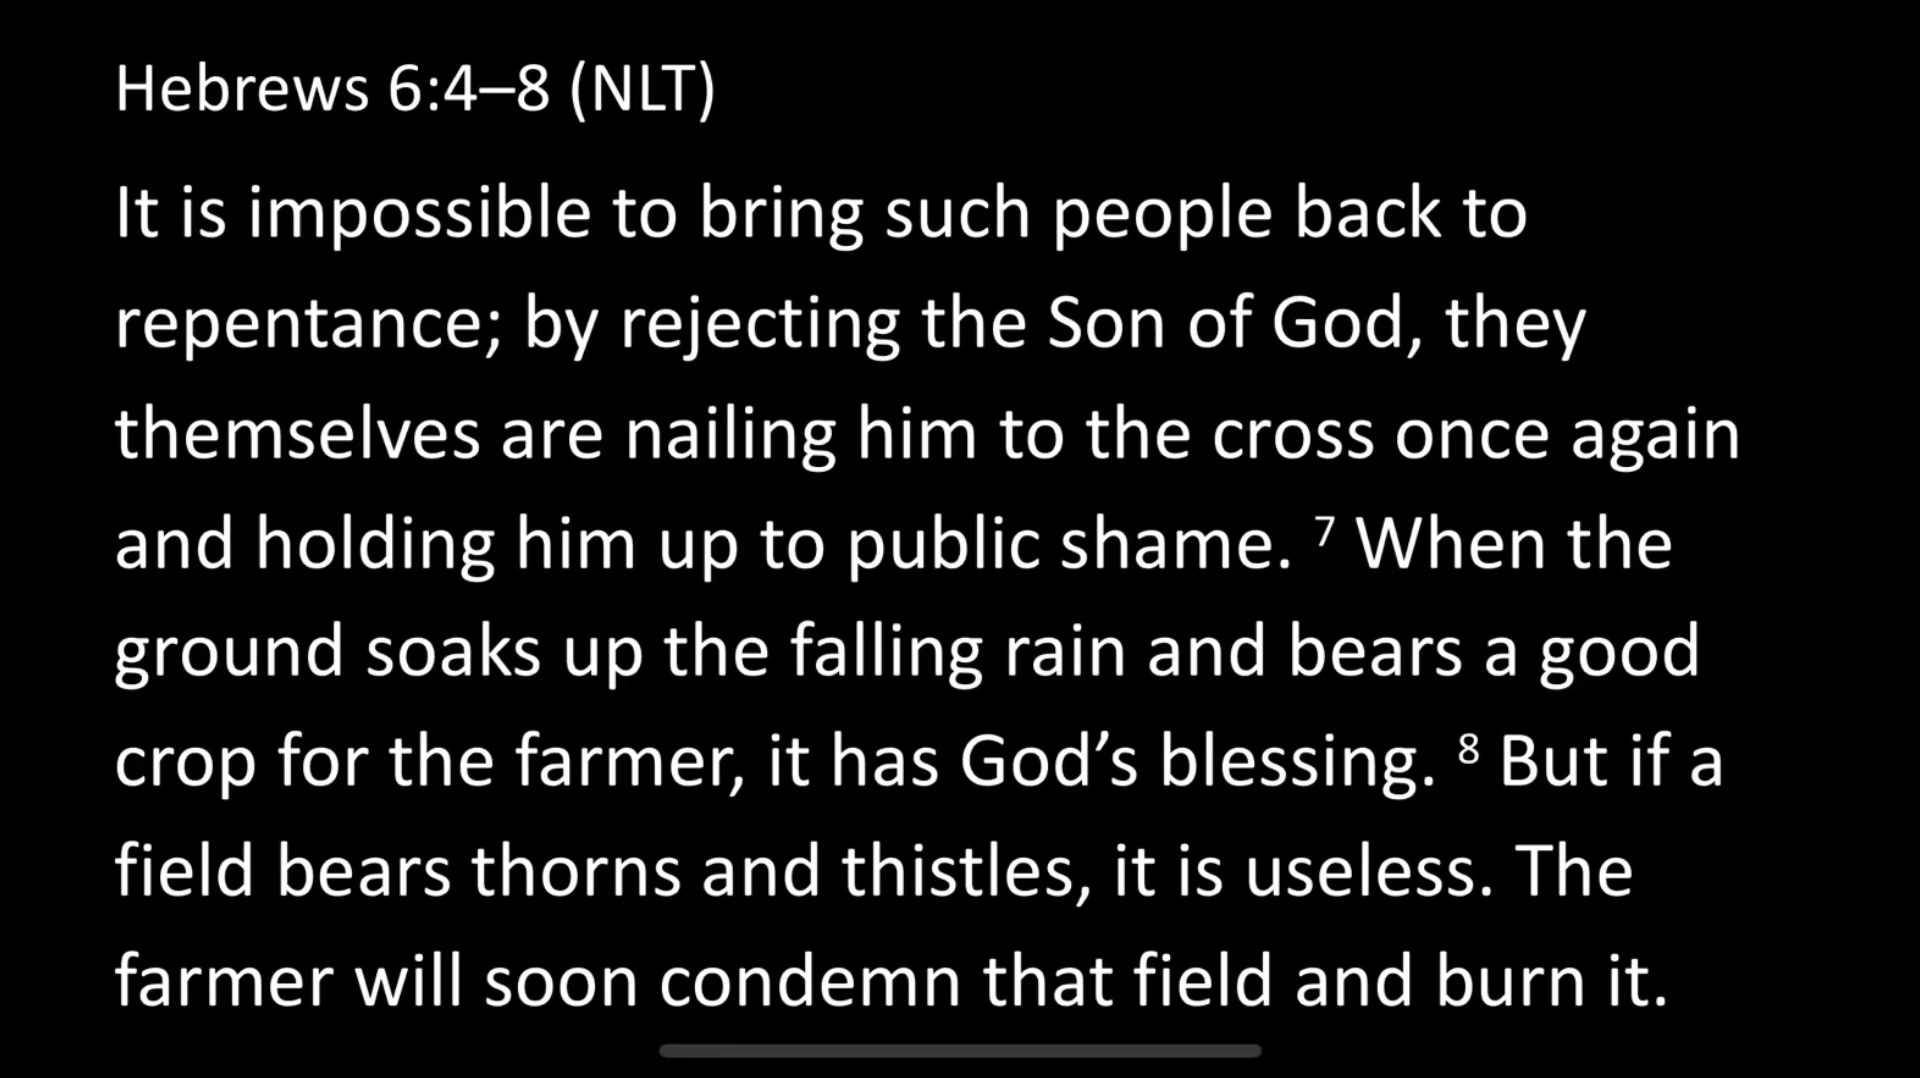 Hebrews 6:4–8 (NLT)
It is impossible to bring such people back to
repentance; by rejecting the Son of God, they
themselves are nailing him to the cross once again
and holding him up to public shame. ⁷ When the
ground soaks up the falling rain and bears a good
crop for the farmer, it has God’s blessing. ⁸ But if a
field bears thorns and thistles, it is useless. The
farmer will soon condemn that field and burn it.